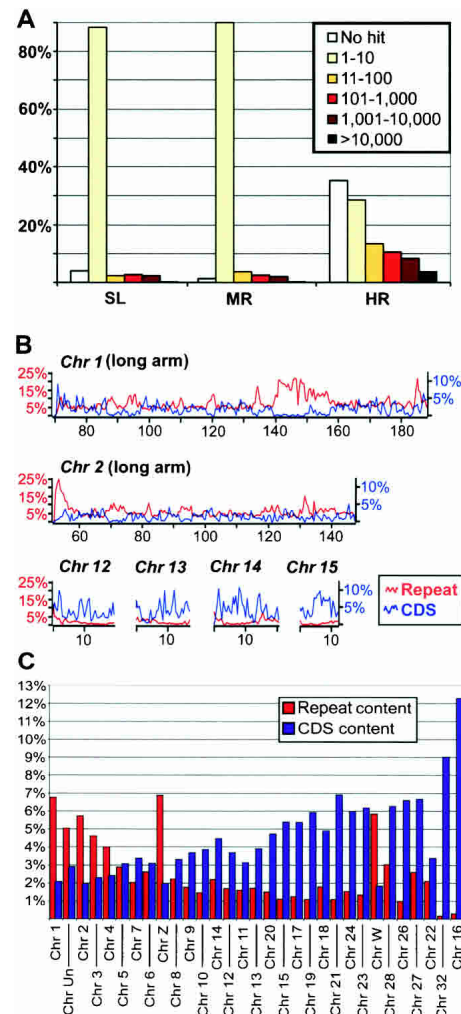 A
80%
60%
40%
20%
No hit
1-10
11-100
101-1,000
1,001-10,000
>10,000
SL MR HR
B
Chr 1 (long arm)
25%
15%
5%
10%
5%
80 100 120 140 160 180
Chr 2 (long arm)
25%
15%
5%
10%
5%
60 80 100 120 140
Chr 12 Chr 13 Chr 14 Chr 15
25%
15%
5%
10%
5%
10 10 10 10
Repeat
CDS
C
13%
12%
11%
10%
9%
8%
7%
6%
5%
4%
3%
2%
1%
Repeat content
CDS content
Chr 1
Chr Un
Chr 2
Chr 3
Chr 4
Chr 5
Chr 7
Chr 6
Chr Z
Chr 8
Chr 9
Chr 10
Chr 14
Chr 12
Chr 11
Chr 13
Chr 20
Chr 15
Chr 17
Chr 19
Chr 18
Chr 21
Chr 24
Chr 23
Chr W
Chr 28
Chr 26
Chr 27
Chr 22
Chr 32
Chr 16